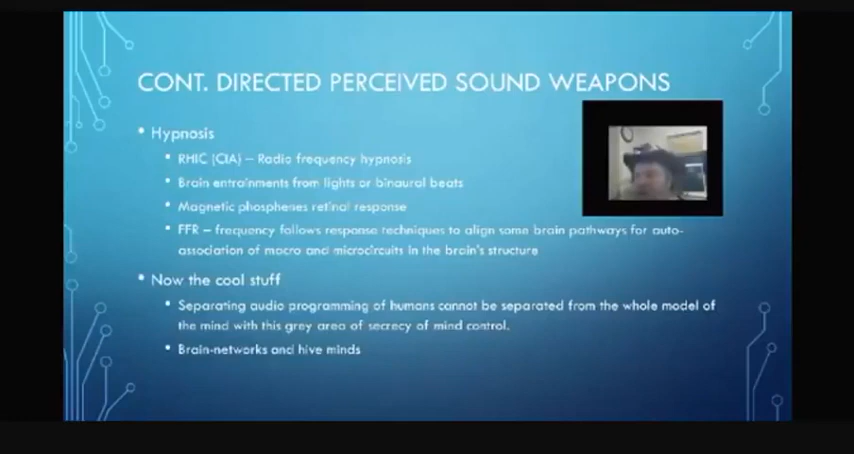 CONT. DIRECTED PERCEIVED SOUND WEAPONS
• Hypnosis
• RHIC (CIA) – Radio frequency hypnosis
• Brain entrainments from lights or binaural beats
• Magnetic phosphenes retinal response
• FFR – frequency follows response techniques to align some brain pathways for auto-
association of macro and microcircuits in the brain's structure
• Now the cool stuff
• Separating audio programming of humans cannot be separated from the whole model of
the mind with this grey area of secrecy of mind control.
• Brain-networks and hive minds